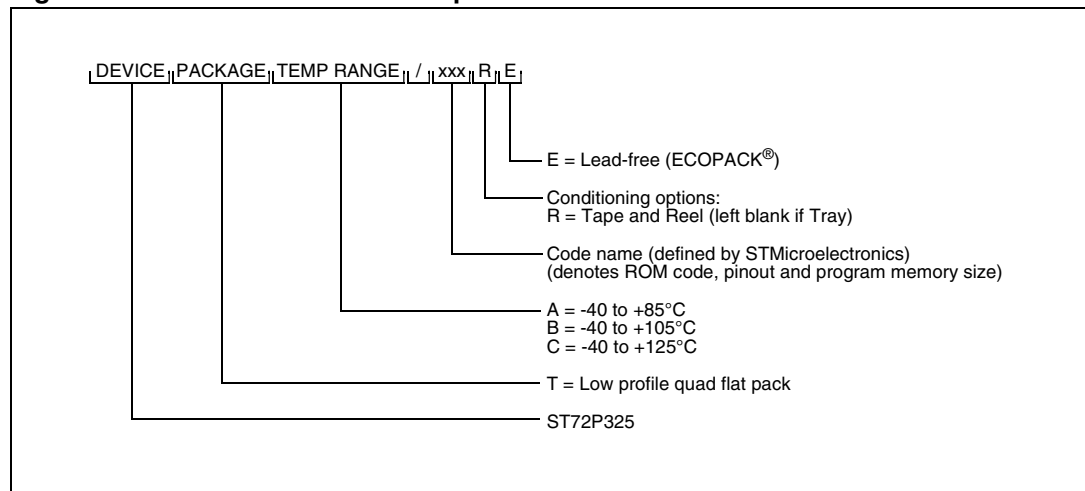 DEVICE PACKAGE TEMP RANGE / xxx R E
E = Lead-free (ECOPACK®)
Conditioning options:
R = Tape and Reel (left blank if Tray)
Code name (defined by STMicroelectronics)
(denotes ROM code, pinout and program memory size)
A = -40 to +85°C
B = -40 to +105°C
C = -40 to +125°C
T = Low profile quad flat pack
ST72P325